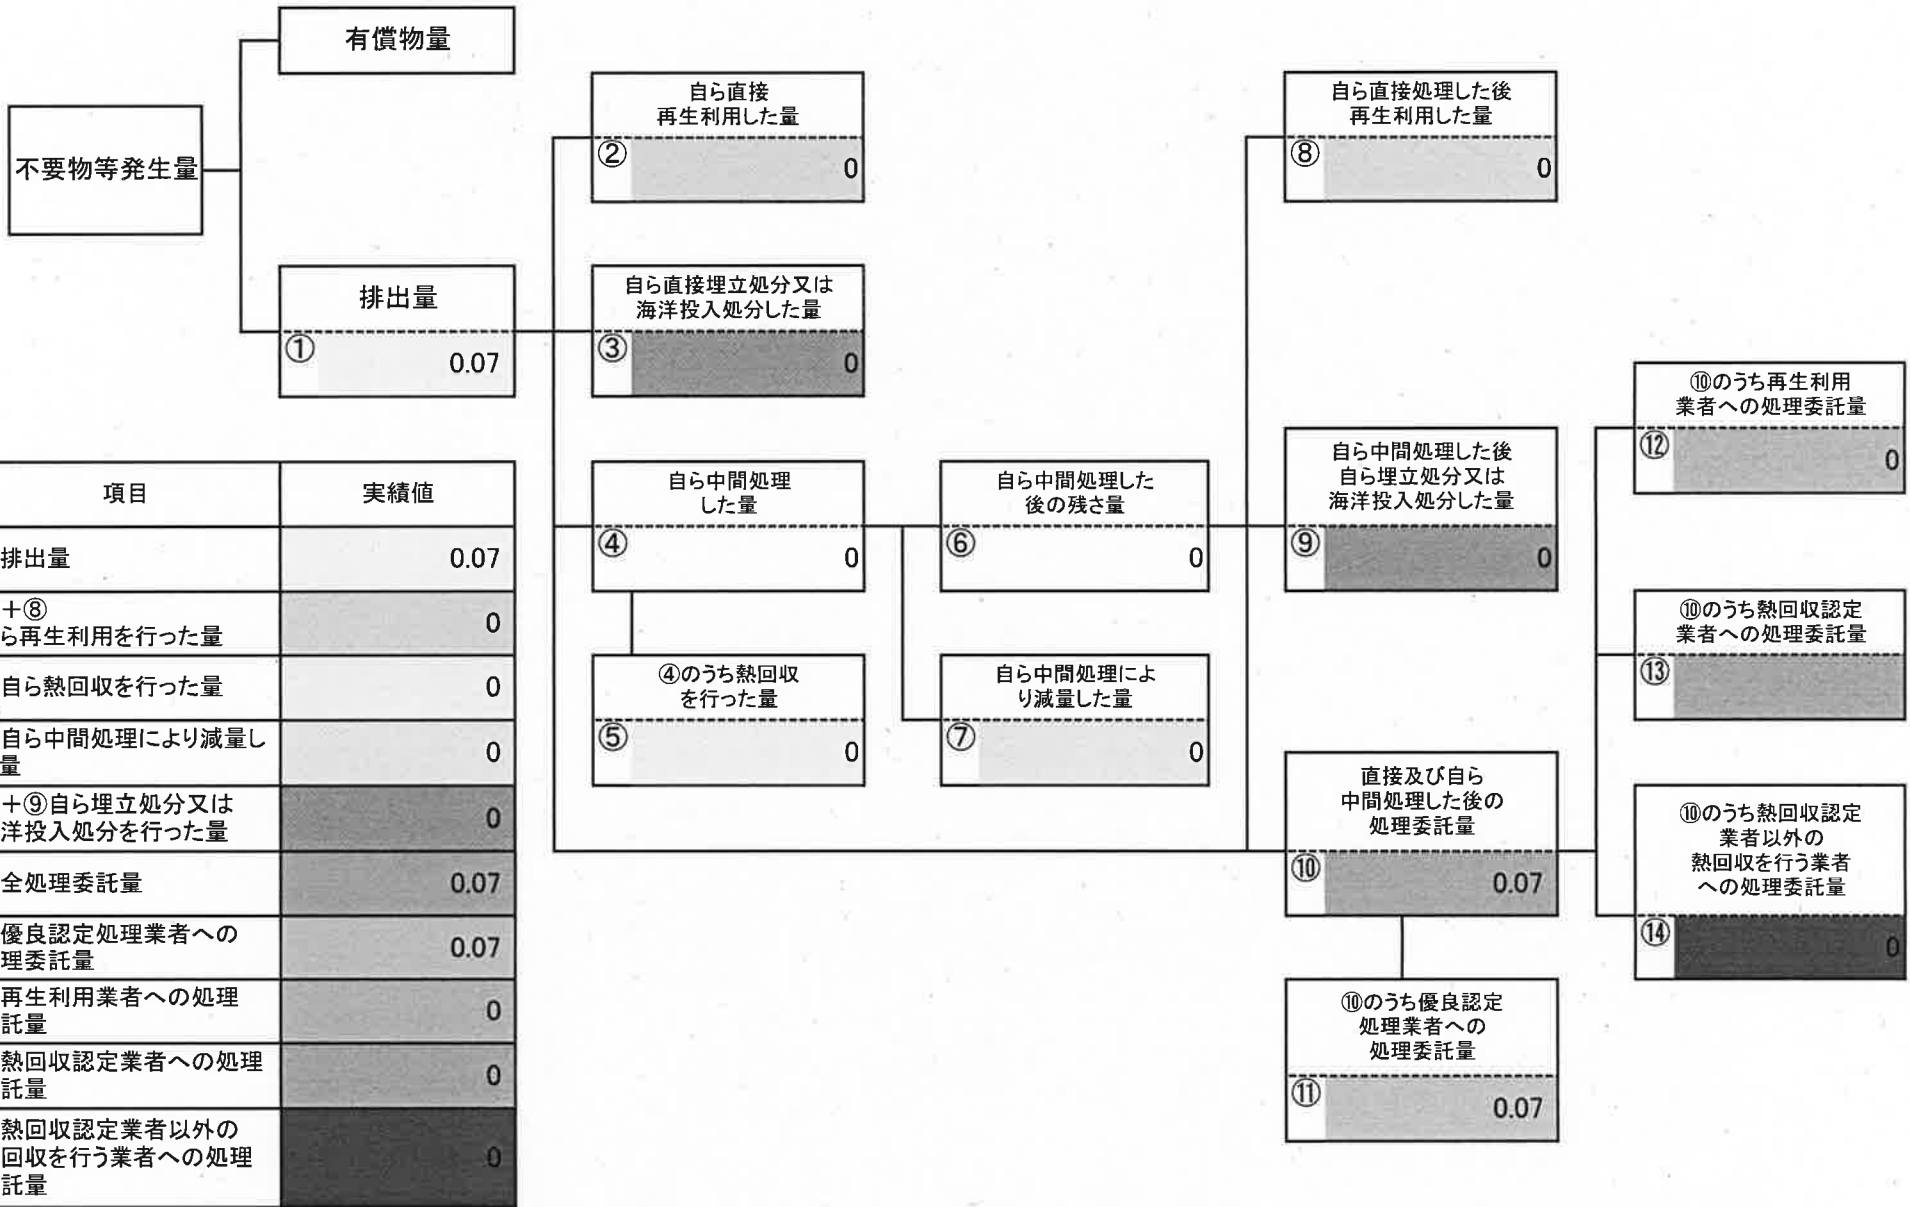 有償物量
不要物等発生量
排出量
①
0.07
自ら直接
再生利用した量
②
0
自ら直接埋立処分又は
海洋投入処分した量
③
0
自ら中間処理
した量
④
0
④のうち熱回収
を行った量
⑤
0
自ら中間処理した
後の残さ量
⑥
0
自ら中間処理によ
り減量した量
⑦
0
自ら直接処理した後
再生利用した量
⑧
0
自ら中間処理した後
自ら埋立処分又は
海洋投入処分した量
⑨
0
直接及び自ら
中間処理した後の
処理委託量
⑩
0.07
⑩のうち優良認定
処理業者への
処理委託量
⑪
0.07
⑩のうち再生利用
業者への処理委託量
⑫
0
⑩のうち熱回収認定
業者への処理委託量
⑬
⑩のうち熱回収認定
業者以外の
熱回収を行う業者
への処理委託量
⑭
0
項目 実績値
排出量 0.07
+⑧
ら再生利用を行った量 0
自ら熱回収を行った量 0
自ら中間処理により減量し
量 0
+⑨自ら埋立処分又は
洋投入処分を行った量 0
全処理委託量 0.07
優良認定処理業者への
理委託量 0.07
再生利用業者への処理
託量 0
熱回収認定業者への処理
託量 0
熱回収認定業者以外の
回収を行う業者への処理
託量 0